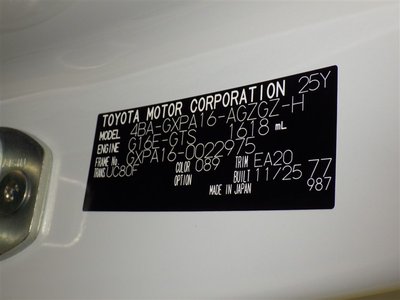 TOYOTA MOTOR CORPORATION 25Y
MODEL 4BA-GXPA16-AGZGZ-H
ENGINE G16E-GTS 1618 mL
FRAME No. GXPA16-0022975
TRANS UC80F COLOR OPTION 089 TRIM EA20
BUILT 11/25 77
MADE IN JAPAN 987